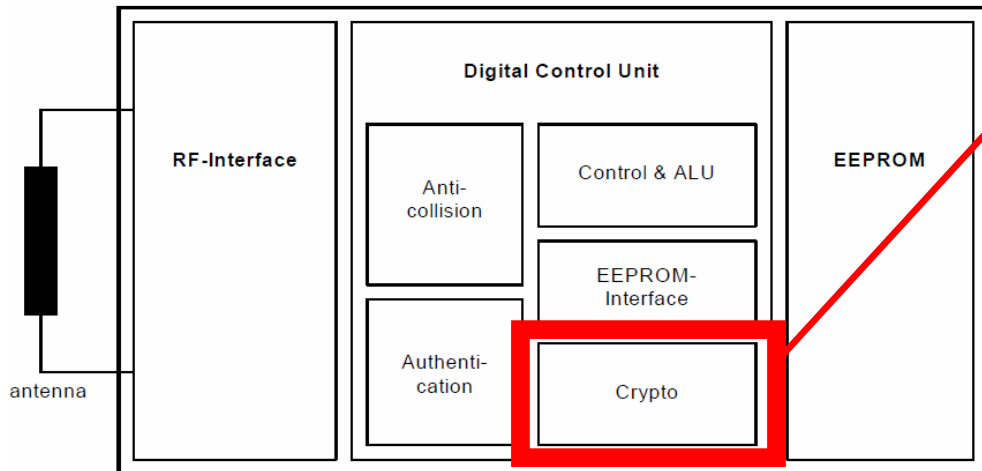 Digital Control Unit
RF-Interface
Anti-
collision
Control & ALU
EEPROM
EEPROM-
Interface
Authenti-
cation
Crypto
antenna